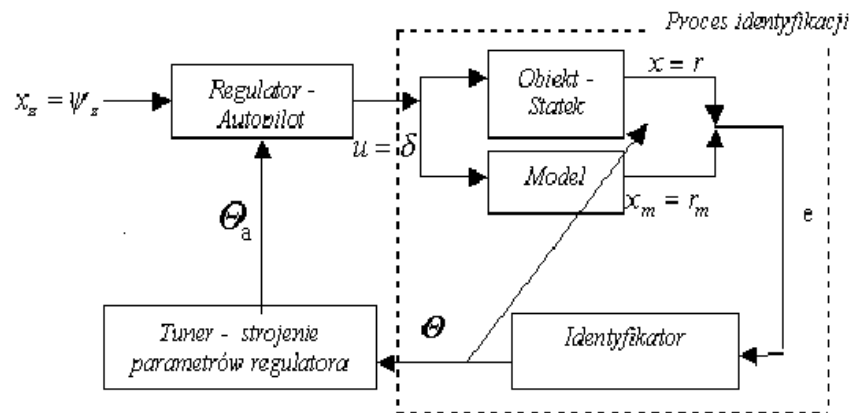 Proces identyfikacji
x_z = ψ_z
Regulator -
Autopilot
u = δ
Obiekt -
Statek
x = r
Model
x_m = r_m
e
Θ_a
Θ
Tuner - strojenie
parametrów regulatora
Identyfikator